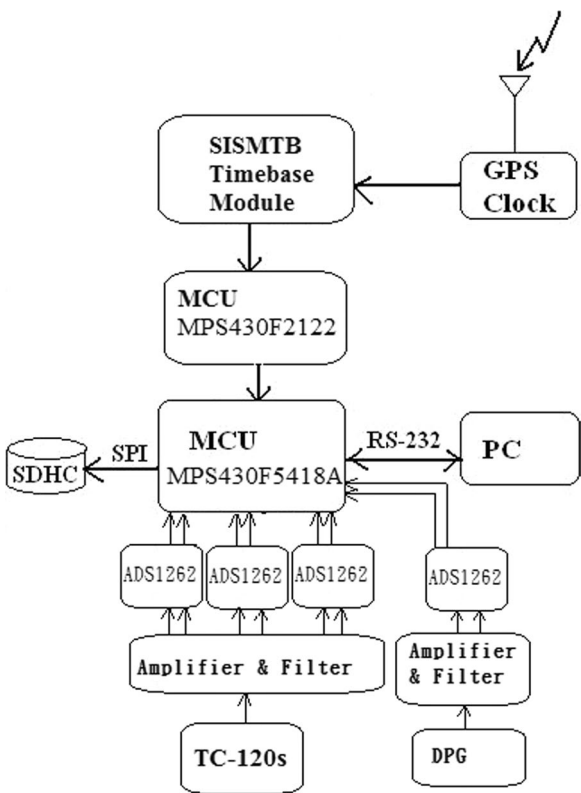 SISMTB
Timebase
Module
GPS
Clock
MCU
MPS430F2122
MCU
MPS430F5418A
SPI
SDHC
RS-232
PC
ADS1262
ADS1262
ADS1262
ADS1262
Amplifier & Filter
Amplifier
& Filter
TC-120s
DPG